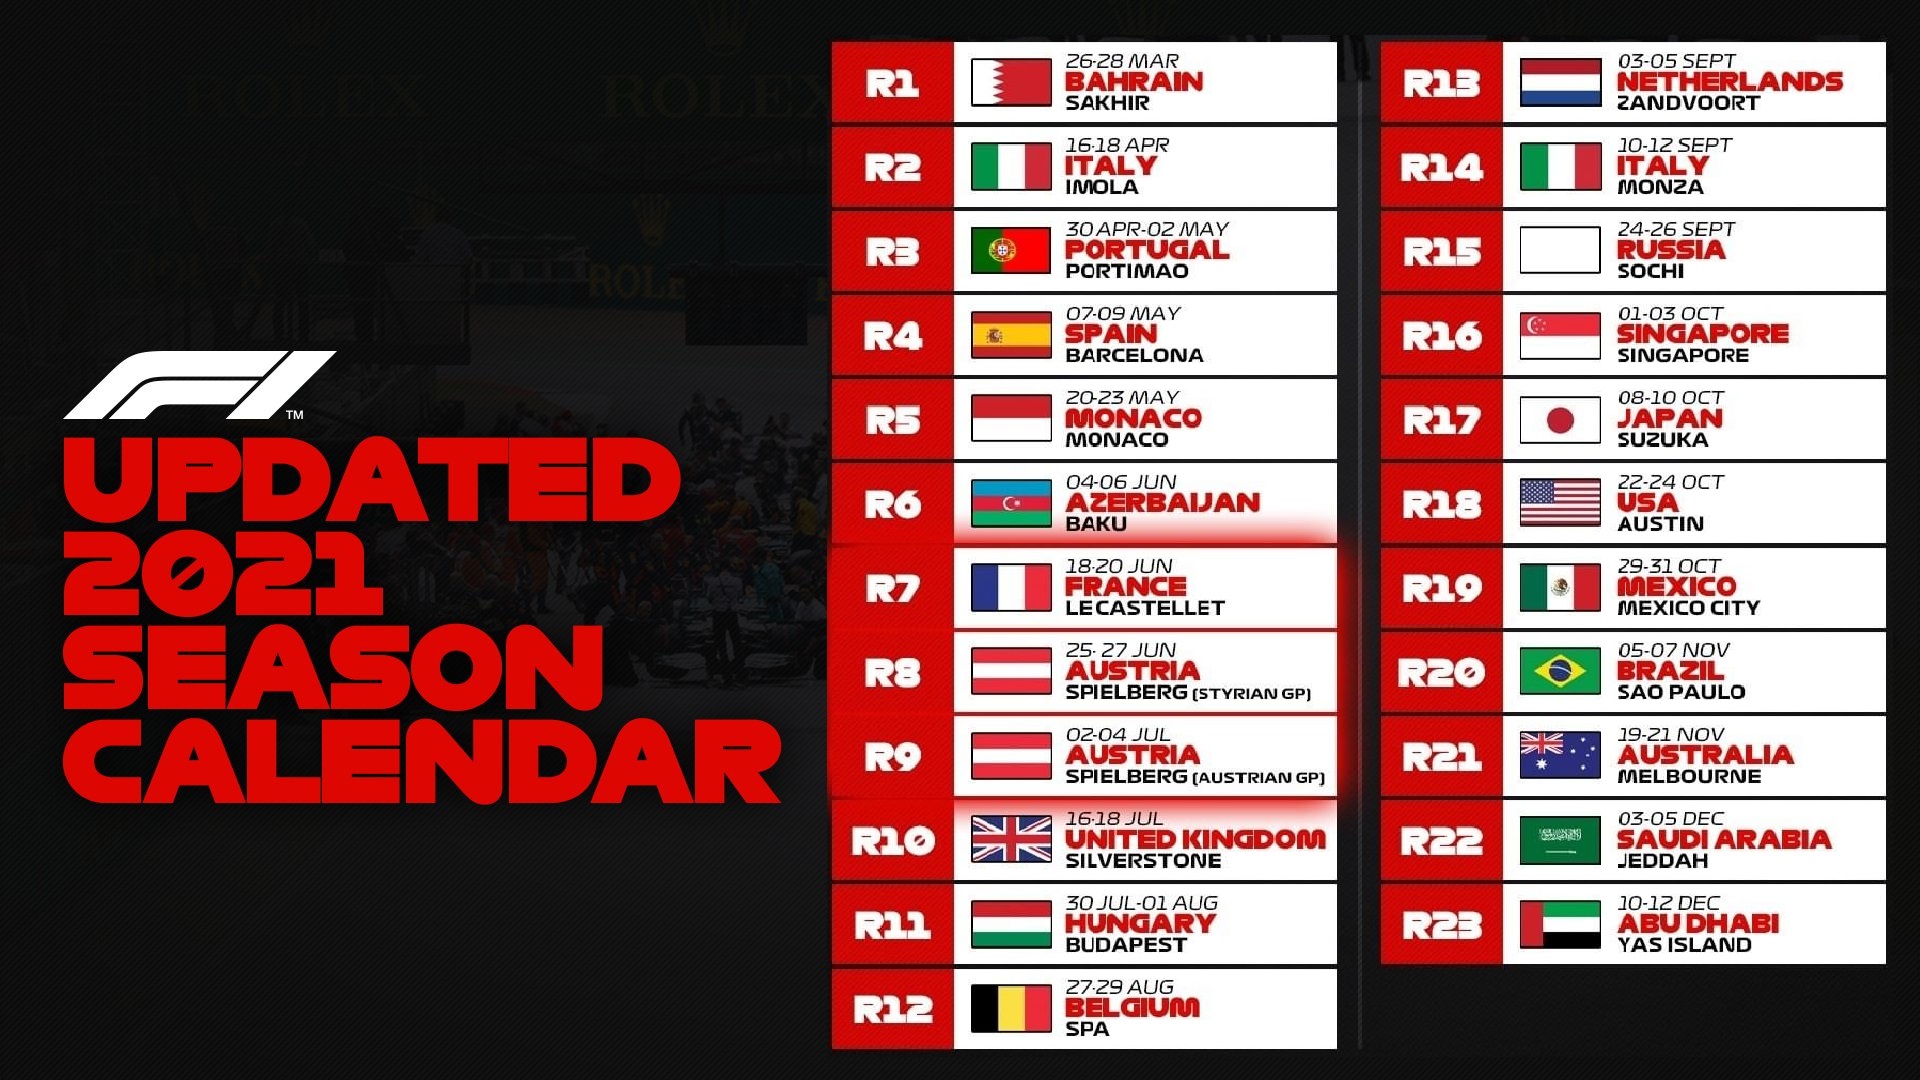 ROLEX
ROLEX
F1
TM
UPDATED
2021
SEASON
CALENDAR
R1
26-28 MAR
BAHRAIN
SAKHIR
R2
16-18 APR
ITALY
IMOLA
R3
30 APR-02 MAY
PORTUGAL
PORTIMAO
R4
07-09 MAY
SPAIN
BARCELONA
R5
20-23 MAY
MONACO
MONACO
R6
04-06 JUN
AZERBAIJAN
BAKU
R7
18-20 JUN
FRANCE
LE CASTELLET
R8
25-27 JUN
AUSTRIA
SPIELBERG (STYRIAN GP)
R9
02-04 JUL
AUSTRIA
SPIELBERG (AUSTRIAN GP)
R10
16-18 JUL
UNITED KINGDOM
SILVERSTONE
R11
30 JUL-01 AUG
HUNGARY
BUDAPEST
R12
27-29 AUG
BELGIUM
SPA
R13
03-05 SEPT
NETHERLANDS
ZANDVOORT
R14
10-12 SEPT
ITALY
MONZA
R15
24-26 SEPT
RUSSIA
SOCHI
R16
01-03 OCT
SINGAPORE
SINGAPORE
R17
08-10 OCT
JAPAN
SUZUKA
R18
22-24 OCT
USA
AUSTIN
R19
29-31 OCT
MEXICO
MEXICO CITY
R20
05-07 NOV
BRAZIL
SAO PAULO
R21
19-21 NOV
AUSTRALIA
MELBOURNE
R22
03-05 DEC
SAUDI ARABIA
JEDDAH
R23
10-12 DEC
ABU DHABI
YAS ISLAND